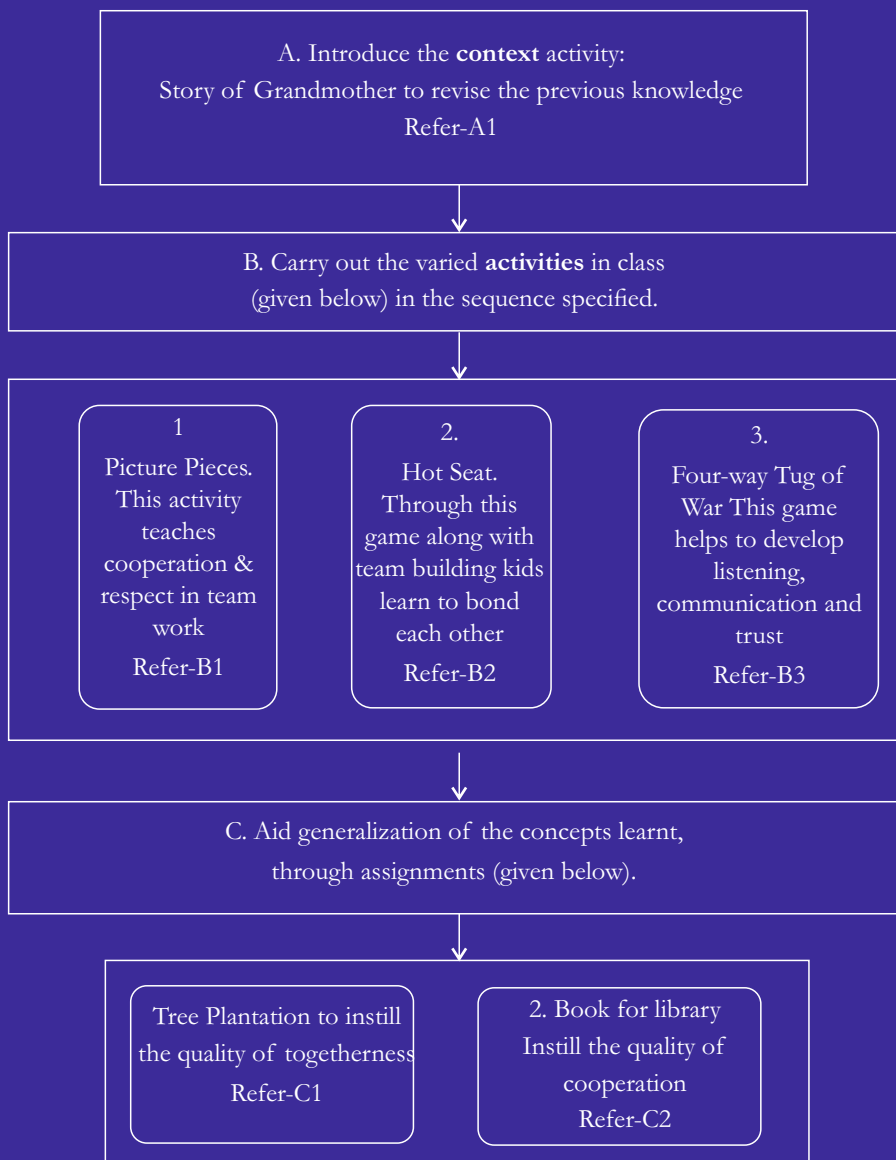 A. Introduce the context activity:
Story of Grandmother to revise the previous knowledge
Refer-A1
B. Carry out the varied activities in class
(given below) in the sequence specified.
1
Picture Pieces.
This activity
teaches
cooperation &
respect in team
work
Refer-B1
2.
Hot Seat.
Through this
game along with
team building kids
learn to bond
each other
Refer-B2
3.
Four-way Tug of
War This game
helps to develop
listening,
communication and
trust
Refer-B3
C. Aid generalization of the concepts learnt,
through assignments (given below).
Tree Plantation to instill
the quality of togetherness
Refer-C1
2. Book for library
Instill the quality of
cooperation
Refer-C2